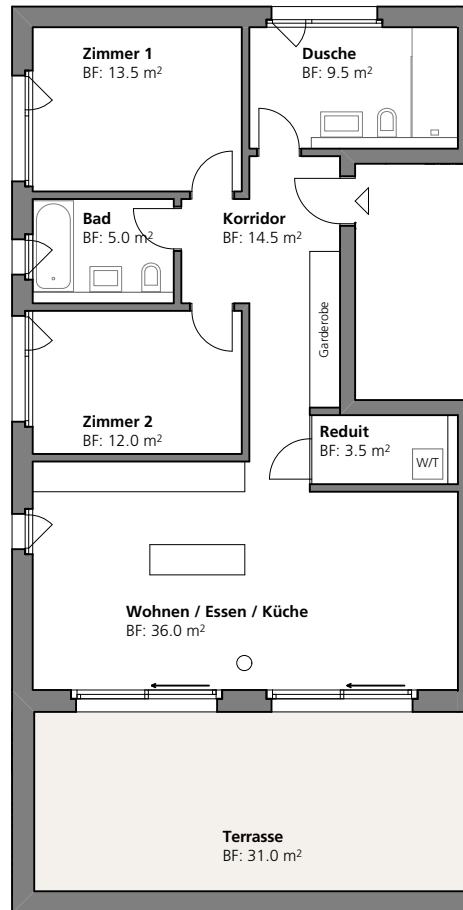 Zimmer 1
BF: 13.5 m²
Dusche
BF: 9.5 m²
Bad
BF: 5.0 m²
Korridor
BF: 14.5 m²
Garderobe
Zimmer 2
BF: 12.0 m²
Reduit
BF: 3.5 m²
W/T
Wohnen / Essen / Küche
BF: 36.0 m²
Terrasse
BF: 31.0 m²